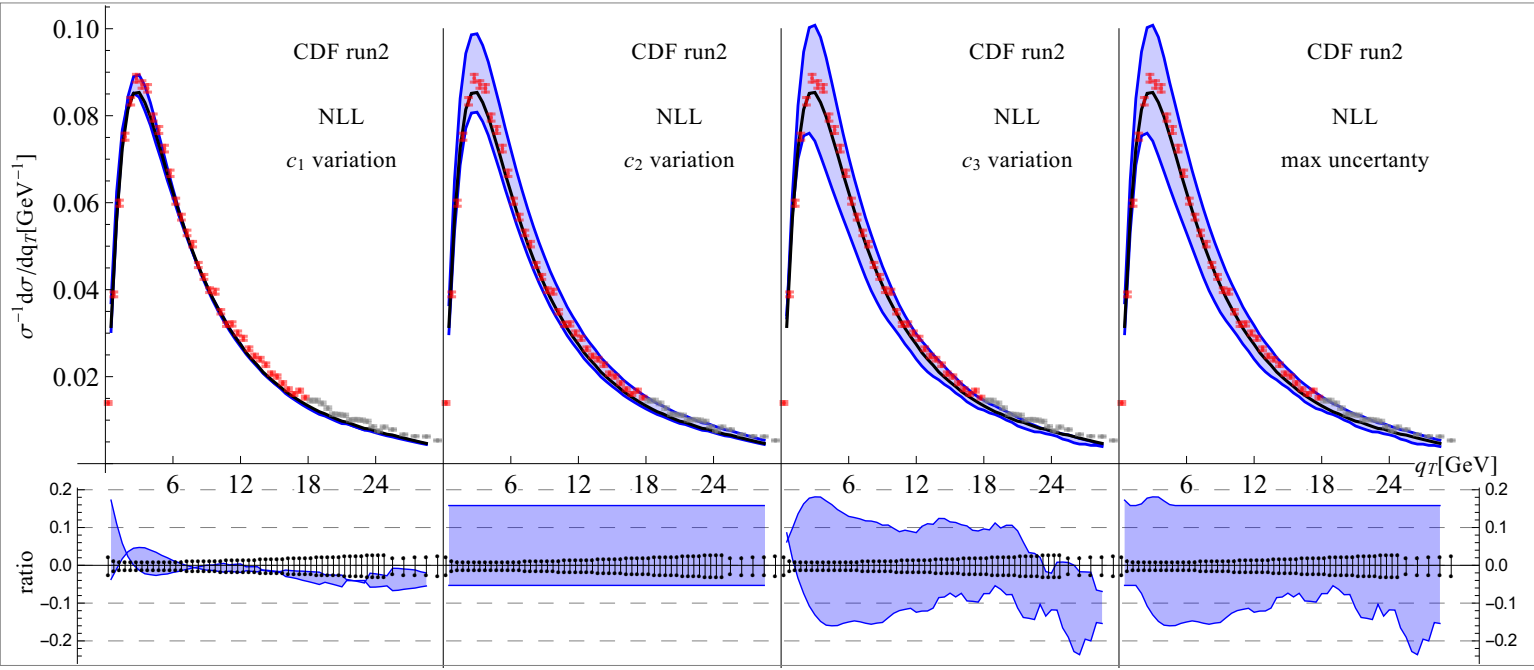 0.10
0.08
0.06
0.04
0.02
σ⁻¹dσ/dq_T[GeV⁻¹]
CDF run2
NLL
c₁ variation
CDF run2
NLL
c₂ variation
CDF run2
NLL
c₃ variation
CDF run2
NLL
max uncertanty
6 12 18 24
6 12 18 24
6 12 18 24
6 12 18 24
q_T[GeV]
ratio
0.2
0.1
0.0
−0.1
−0.2
0.2
0.1
0.0
−0.1
−0.2